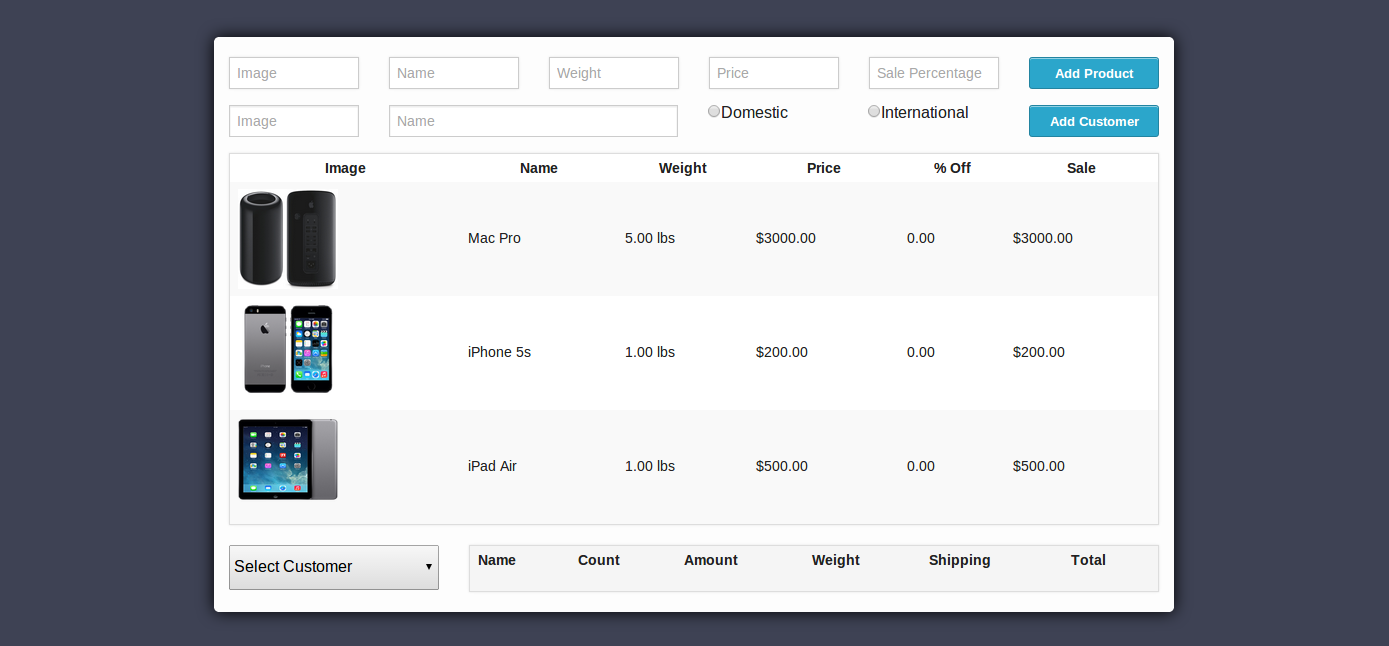 Image Name Weight Price Sale Percentage Add Product
Image Name Domestic International Add Customer
Image Name Weight Price % Off Sale
Mac Pro 5.00 lbs $3000.00 0.00 $3000.00
iPhone 5s 1.00 lbs $200.00 0.00 $200.00
iPad Air 1.00 lbs $500.00 0.00 $500.00
Select Customer Name Count Amount Weight Shipping Total